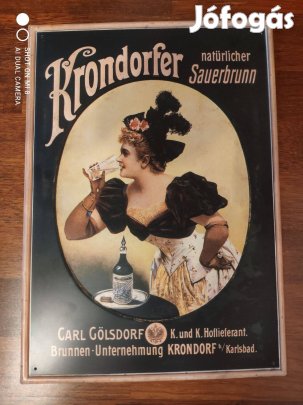 Jófogás
SHOT ON MI 8
AI DUAL CAMERA
Krondorfer
natürlicher
Sauerbrunn
CARL GÖLSDORF K. und K. Hoflieferant.
Brunnen-Unternehmung KRONDORF b/ Karlsbad.